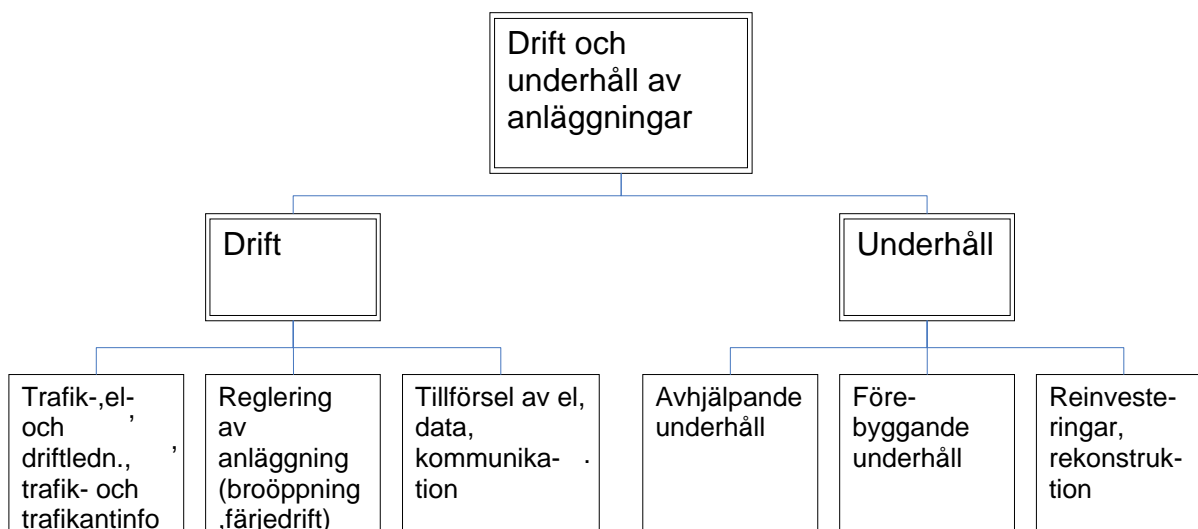 Drift och
underhåll av
anläggningar
Drift
Underhåll
Trafik-,el-
och ,
driftledn., ,
trafik- och
trafikantinfo
Reglering
av
anläggning
(broöppning
,färjedrift)
Tillförsel av el,
data,
kommunika- .
tion
Avhjälpande
underhåll
Före-
byggande
underhåll
Reinveste-
ringar,
rekonstruk-
tion